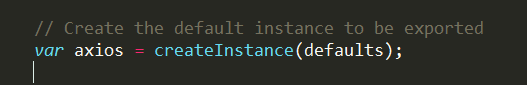 // Create the default instance to be exported
var axios = createInstance(defaults);